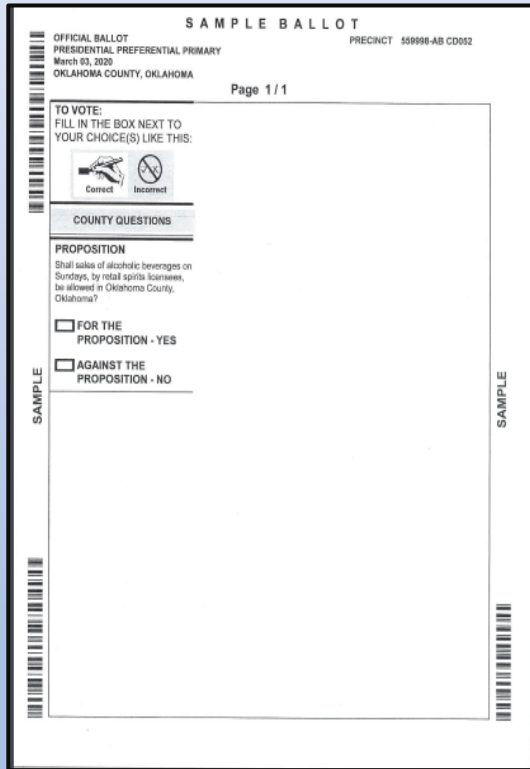 SAMPLE BALLOT
OFFICIAL BALLOT
PRESIDENTIAL PREFERENTIAL PRIMARY
March 03, 2020
OKLAHOMA COUNTY, OKLAHOMA
PRECINCT 559998-AB CD052
Page 1 / 1
TO VOTE:
FILL IN THE BOX NEXT TO
YOUR CHOICE(S) LIKE THIS:
Correct Incorrect
COUNTY QUESTIONS
PROPOSITION
Shall sales of alcoholic beverages on
Sundays, by retail spirits licensees,
be allowed in Oklahoma County,
Oklahoma?
FOR THE
PROPOSITION - YES
AGAINST THE
PROPOSITION - NO
SAMPLE
SAMPLE